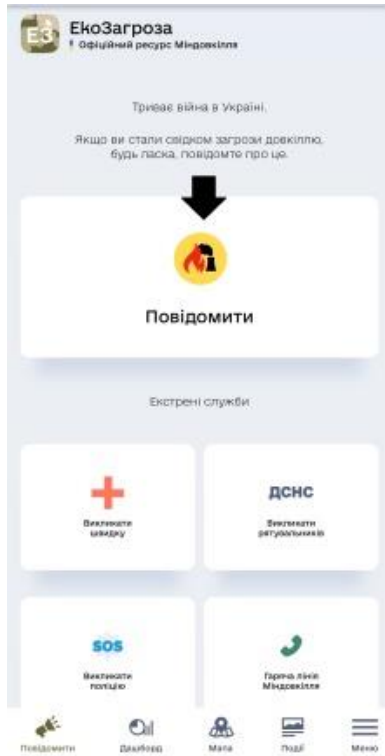 ЕЗ
ЕкоЗагроза
Офіційний ресурс Міндовкілля
Триває війна в Україні.
Якщо ви стали свідком загрози довкіллю,
будь ласка, повідомте про це.
Повідомити
Екстрені служби
Викликати
швидку
ДСНС
Викликати
рятувальників
SOS
Викликати
поліцію
Гаряча лінія
Міндовкілля
Повідомити
Дашборд
Мапа
Події
Меню